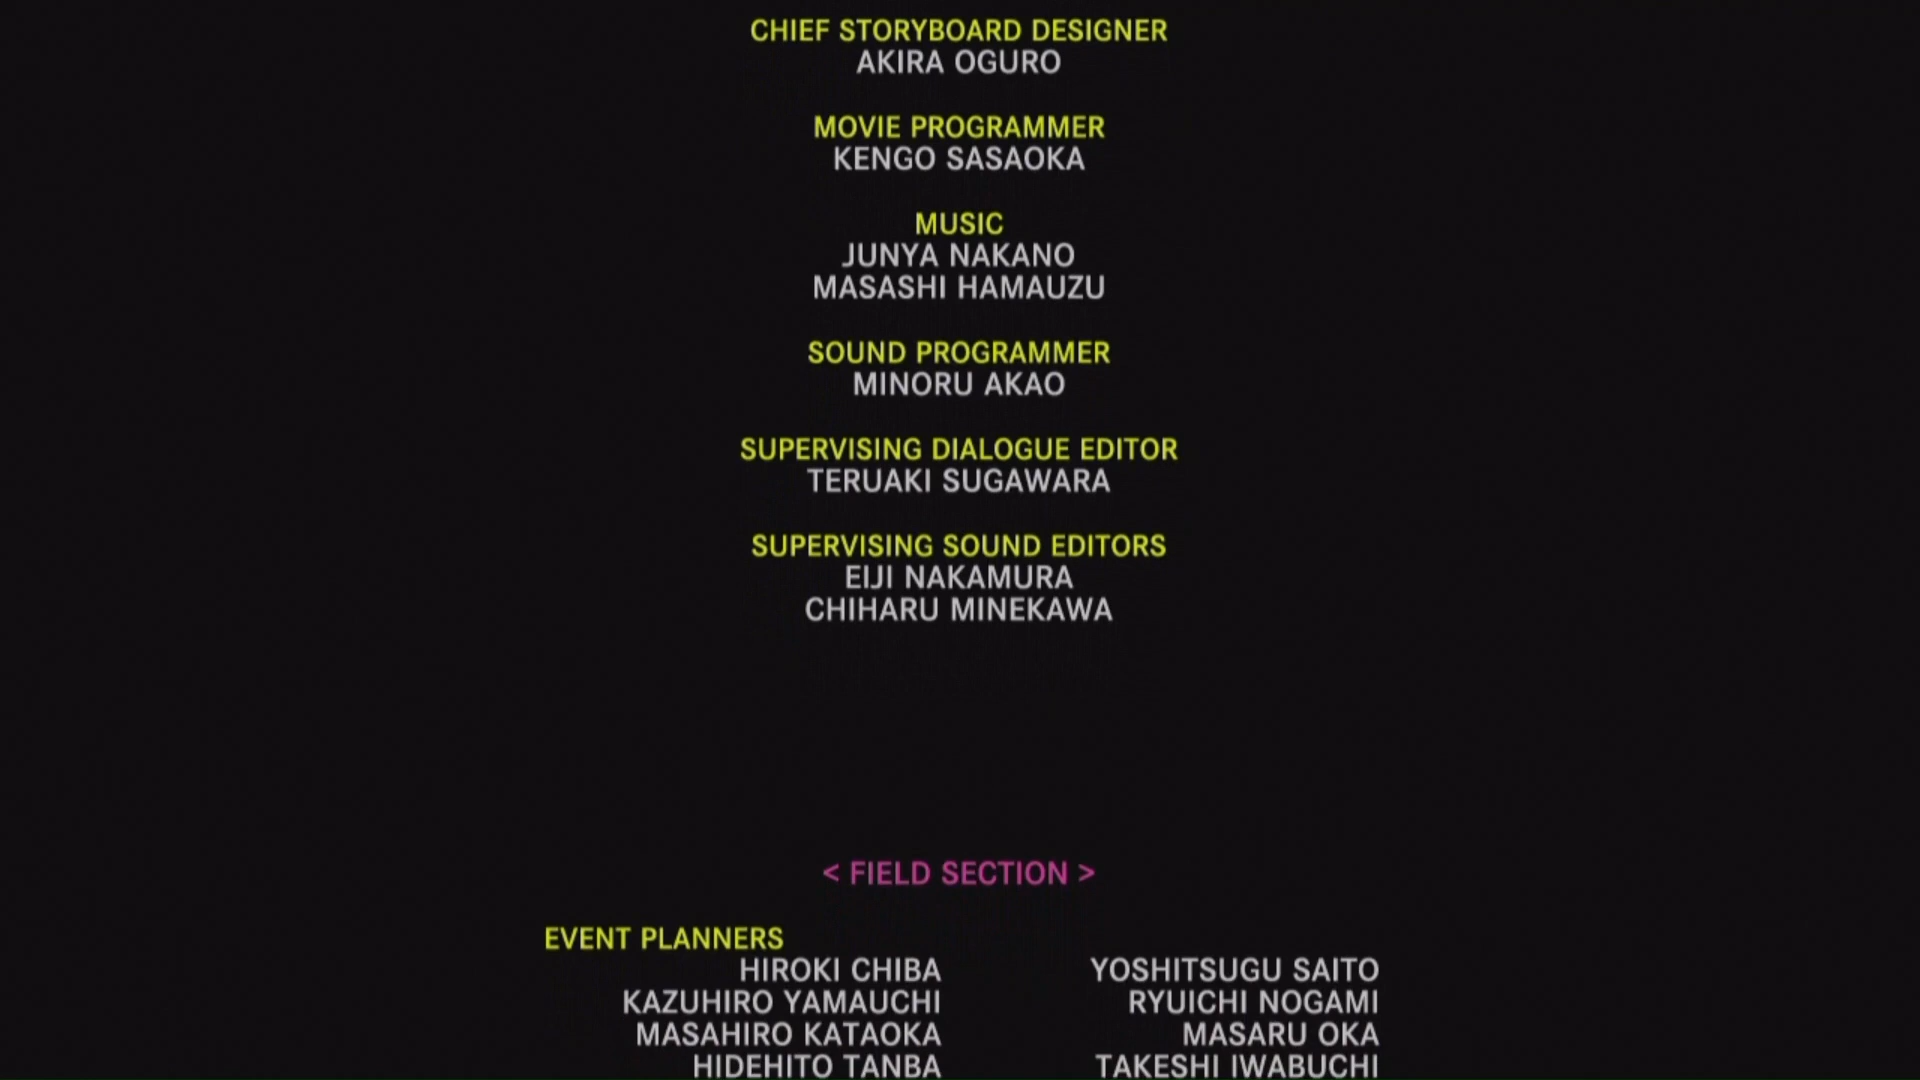 CHIEF STORYBOARD DESIGNER
AKIRA OGURO
MOVIE PROGRAMMER
KENGO SASAOKA
MUSIC
JUNYA NAKANO
MASASHI HAMAUZU
SOUND PROGRAMMER
MINORU AKAO
SUPERVISING DIALOGUE EDITOR
TERUAKI SUGAWARA
SUPERVISING SOUND EDITORS
EIJI NAKAMURA
CHIHARU MINEKAWA
< FIELD SECTION >
EVENT PLANNERS
HIROKI CHIBA YOSHITSUGU SAITO
KAZUHIRO YAMAUCHI RYUICHI NOGAMI
MASAHIRO KATAOKA MASARU OKA
HIDEHITO TANBA TAKESHI IWABUCHI